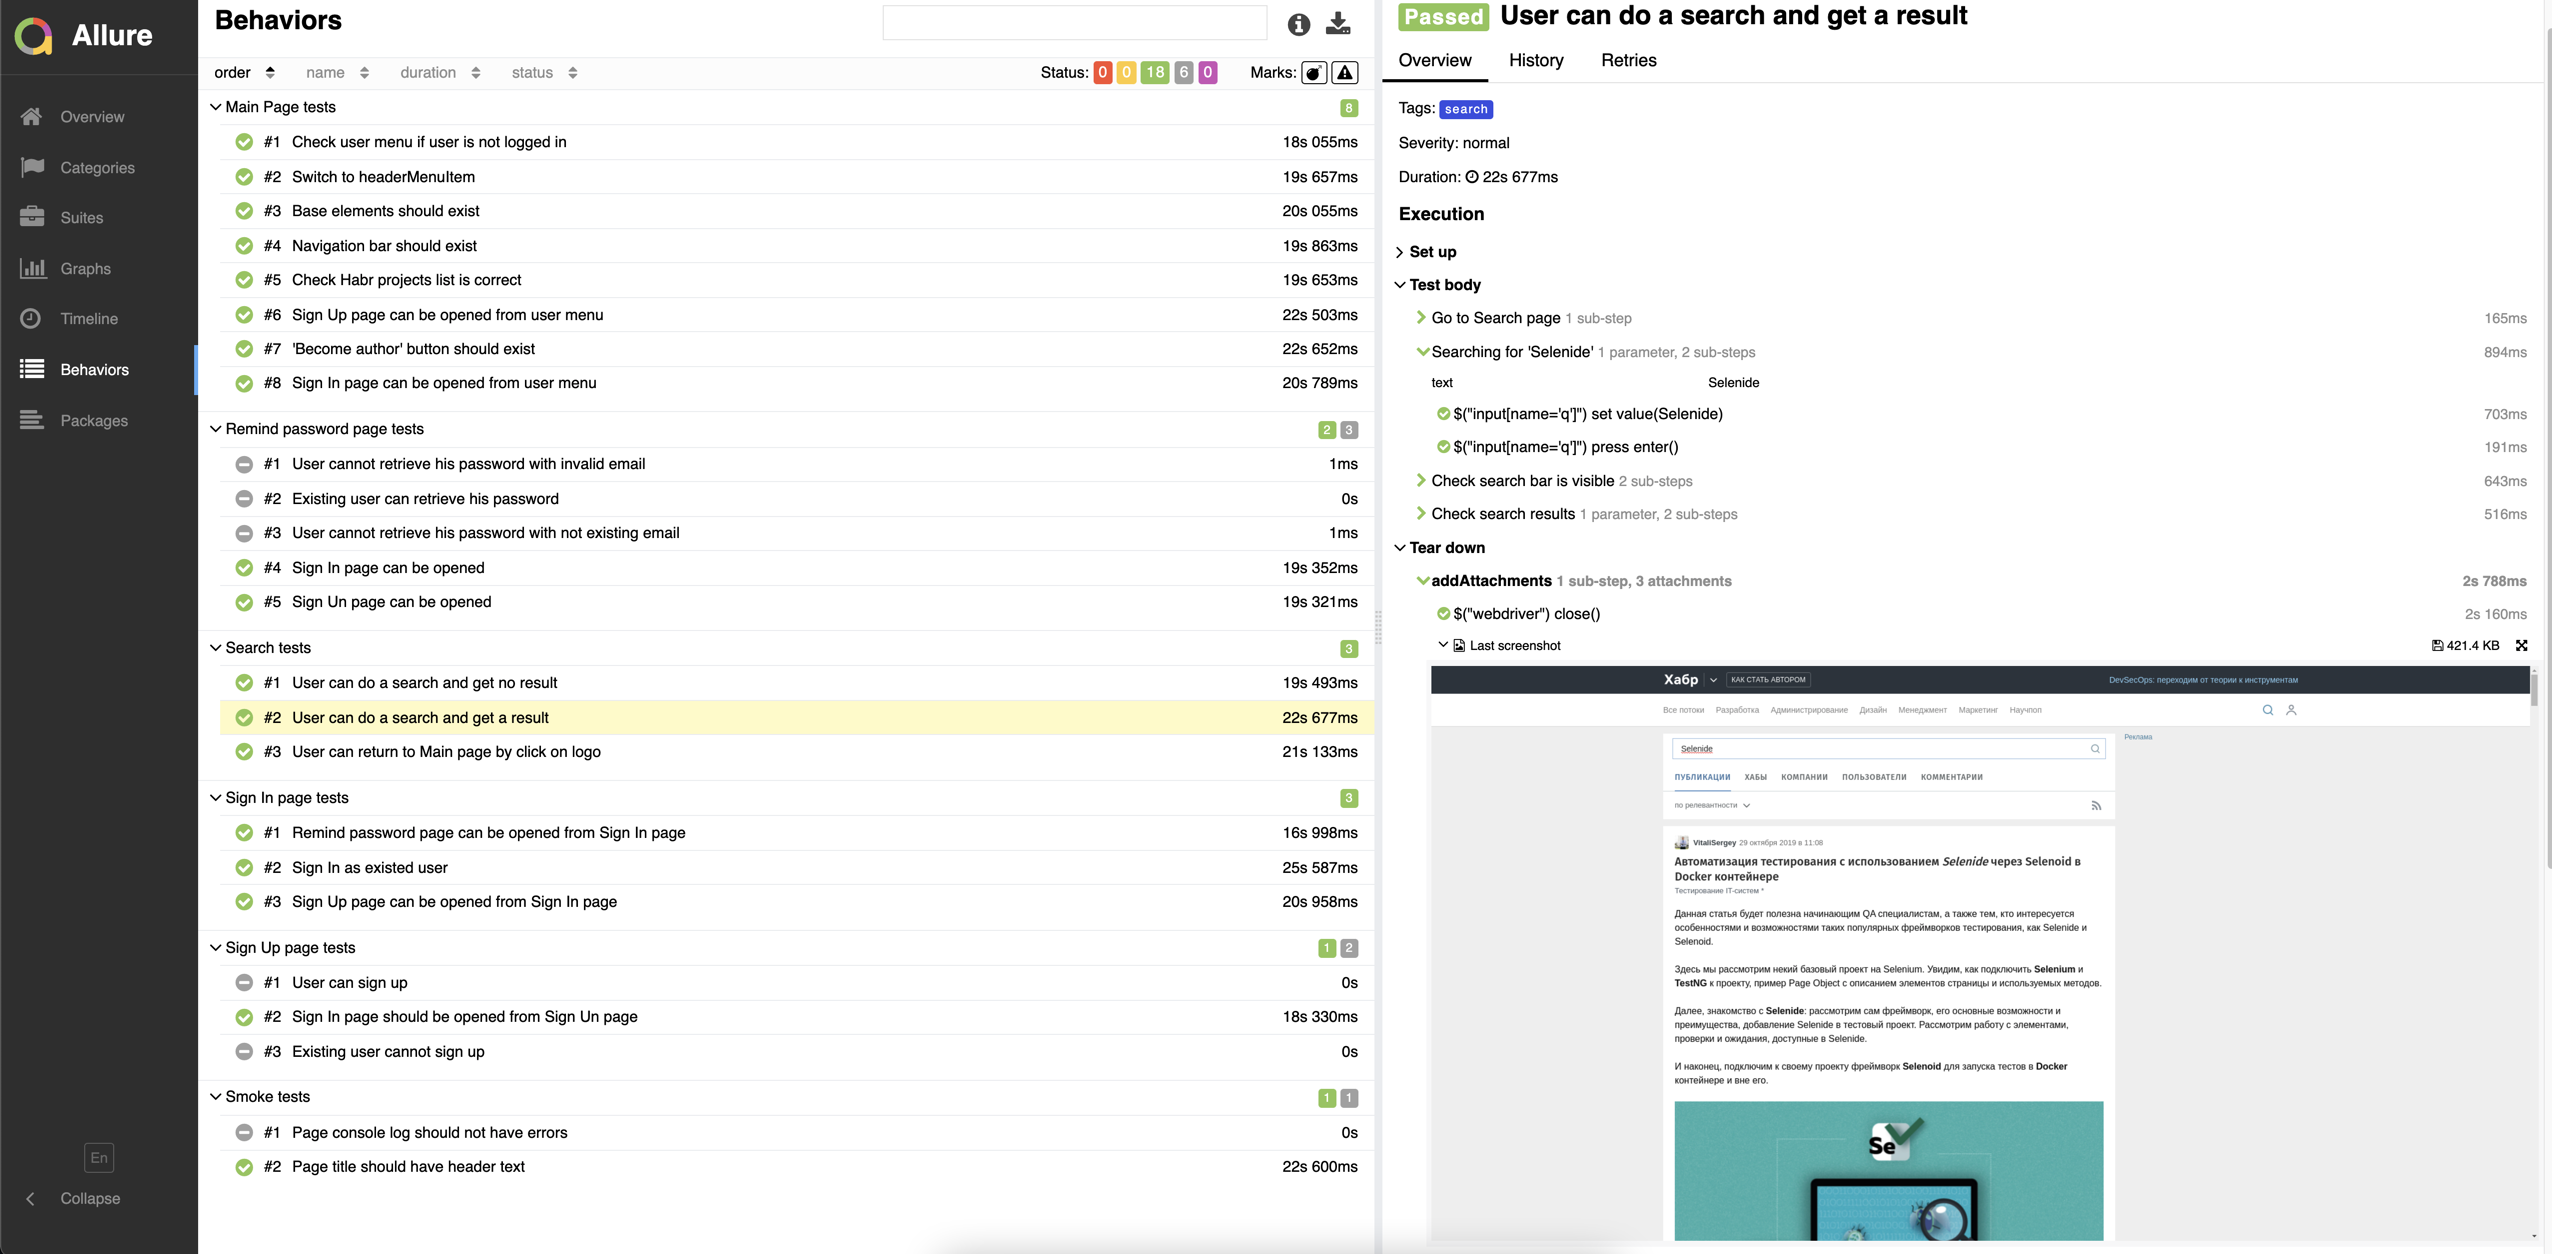 Allure
Overview
Categories
Suites
Graphs
Timeline
Behaviors
Packages
En
Collapse
Behaviors
order name duration status
Status: 0 0 18 6 0 Marks:
Main Page tests 8
#1 Check user menu if user is not logged in 18s 055ms
#2 Switch to headerMenuItem 19s 657ms
#3 Base elements should exist 20s 055ms
#4 Navigation bar should exist 19s 863ms
#5 Check Habr projects list is correct 19s 653ms
#6 Sign Up page can be opened from user menu 22s 503ms
#7 'Become author' button should exist 22s 652ms
#8 Sign In page can be opened from user menu 20s 789ms
Remind password page tests 2 3
#1 User cannot retrieve his password with invalid email 1ms
#2 Existing user can retrieve his password 0s
#3 User cannot retrieve his password with not existing email 1ms
#4 Sign In page can be opened 19s 352ms
#5 Sign Un page can be opened 19s 321ms
Search tests 3
#1 User can do a search and get no result 19s 493ms
#2 User can do a search and get a result 22s 677ms
#3 User can return to Main page by click on logo 21s 133ms
Sign In page tests 3
#1 Remind password page can be opened from Sign In page 16s 998ms
#2 Sign In as existed user 25s 587ms
#3 Sign Up page can be opened from Sign In page 20s 958ms
Sign Up page tests 1 2
#1 User can sign up 0s
#2 Sign In page should be opened from Sign Un page 18s 330ms
#3 Existing user cannot sign up 0s
Smoke tests 1 1
#1 Page console log should not have errors 0s
#2 Page title should have header text 22s 600ms
Passed User can do a search and get a result
Overview History Retries
Tags: search
Severity: normal
Duration: 22s 677ms
Execution
Set up
Test body
Go to Search page 1 sub-step 165ms
Searching for 'Selenide' 1 parameter, 2 sub-steps 894ms
text Selenide
$("input[name='q']") set value(Selenide) 703ms
$("input[name='q']") press enter() 191ms
Check search bar is visible 2 sub-steps 643ms
Check search results 1 parameter, 2 sub-steps 516ms
Tear down
addAttachments 1 sub-step, 3 attachments 2s 788ms
$("webdriver") close() 2s 160ms
Last screenshot 421.4 KB
Хабр КАК СТАТЬ АВТОРОМ DevSecOps: переходим от теории к инструментам
Все потоки Разработка Администрирование Дизайн Менеджмент Маркетинг Научпоп
Реклама
Selenide
ПУБЛИКАЦИИ ХАБЫ КОМПАНИИ ПОЛЬЗОВАТЕЛИ КОММЕНТАРИИ
по релевантности
VitaliSergey 29 октября 2019 в 11:08
Автоматизация тестирования с использованием Selenide через Selenoid в
Docker контейнере
Тестирование IT-систем *
Данная статья будет полезна начинающим QA специалистам, а также тем, кто интересуется
особенностями и возможностями таких популярных фреймворков тестирования, как Selenide и
Selenoid.
Здесь мы рассмотрим некий базовый проект на Selenium. Увидим, как подключить Selenium и
TestNG к проекту, пример Page Object с описанием элементов страницы и используемых методов.
Далее, знакомство с Selenide: рассмотрим сам фреймворк, его основные возможности и
преимущества, добавление Selenide в тестовый проект. Рассмотрим работу с элементами,
проверки и ожидания, доступные в Selenide.
И наконец, подключим к своему проекту фреймворк Selenoid для запуска тестов в Docker
контейнере и вне его.
Se